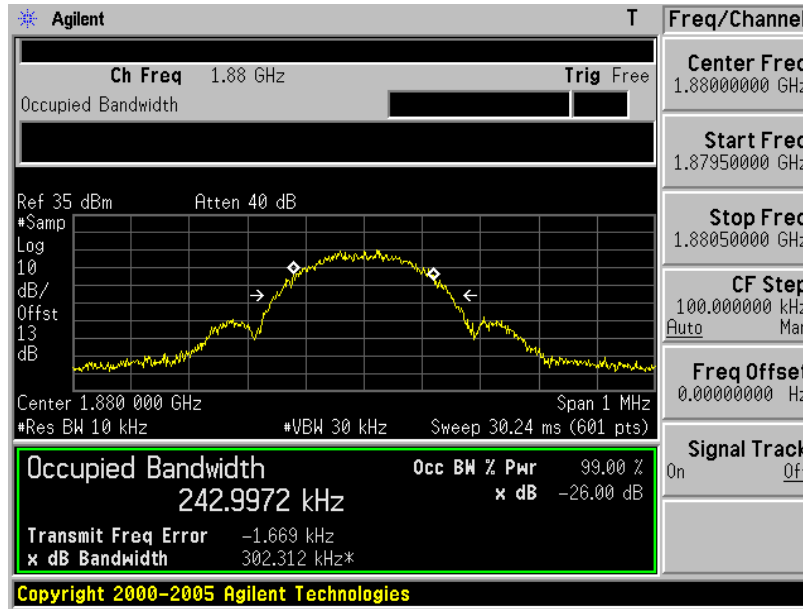 Agilent T
Freq/Channel
Ch Freq 1.88 GHz Trig Free
Occupied Bandwidth
Center Freq
1.88000000 GHz
Start Freq
1.87950000 GHz
Stop Freq
1.88050000 GHz
CF Step
100.000000 kHz
Auto Man
Freq Offset
0.00000000 Hz
Signal Track
On Off
Ref 35 dBm Atten 40 dB
#Samp
Log
10
dB/
Offst
13
dB
Center 1.880 000 GHz Span 1 MHz
#Res BW 10 kHz #VBW 30 kHz Sweep 30.24 ms (601 pts)
Occupied Bandwidth
242.9972 kHz
Occ BW % Pwr 99.00 %
x dB -26.00 dB
Transmit Freq Error -1.669 kHz
x dB Bandwidth 302.312 kHz*
Copyright 2000-2005 Agilent Technologies